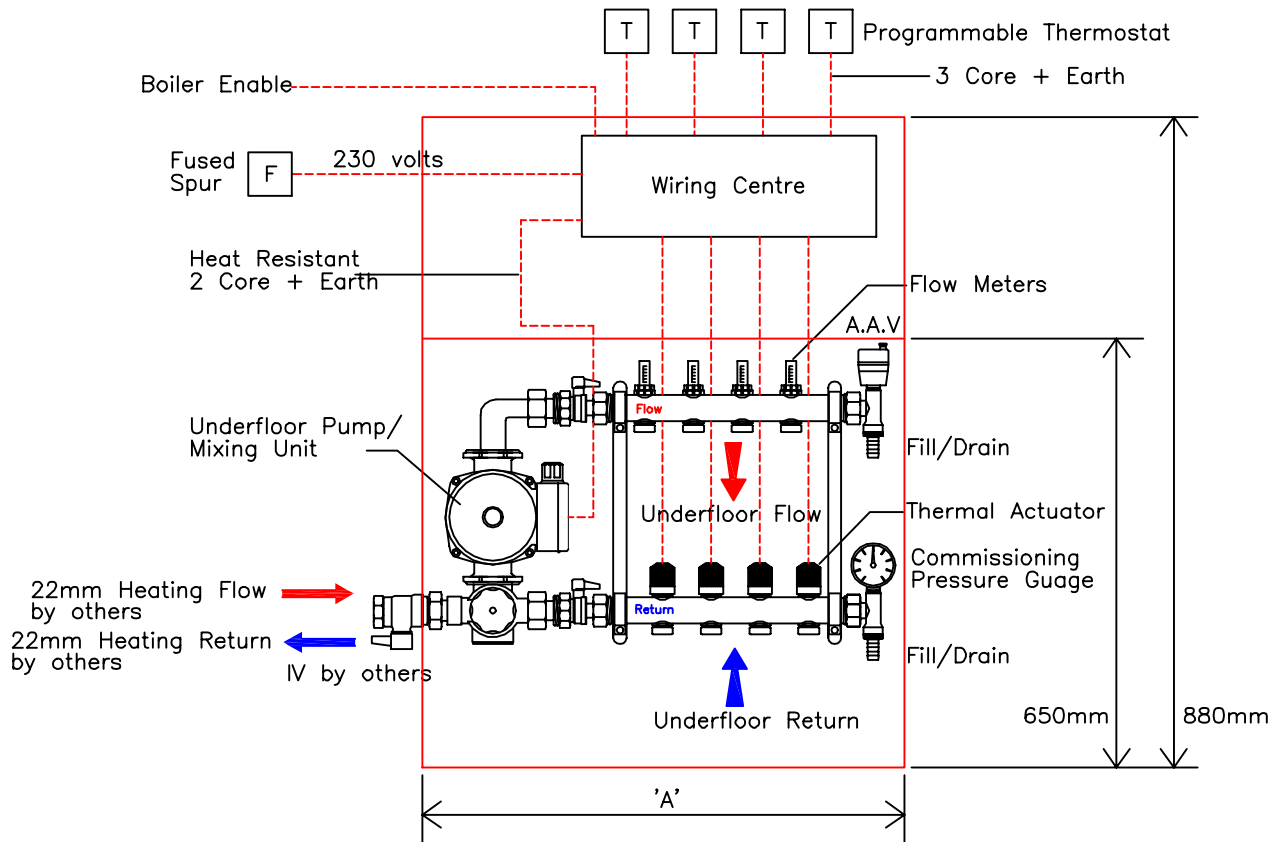 T T T T Programmable Thermostat
3 Core + Earth
Boiler Enable
Fused
Spur
F
230 volts
Wiring Centre
Heat Resistant
2 Core + Earth
Flow Meters
A.A.V
Flow
Underfloor Pump/
Mixing Unit
Fill/Drain
Underfloor Flow
Thermal Actuator
Commissioning
Pressure Guage
22mm Heating Flow
by others
Return
22mm Heating Return
by others
IV by others
Fill/Drain
Underfloor Return
650mm
880mm
'A'